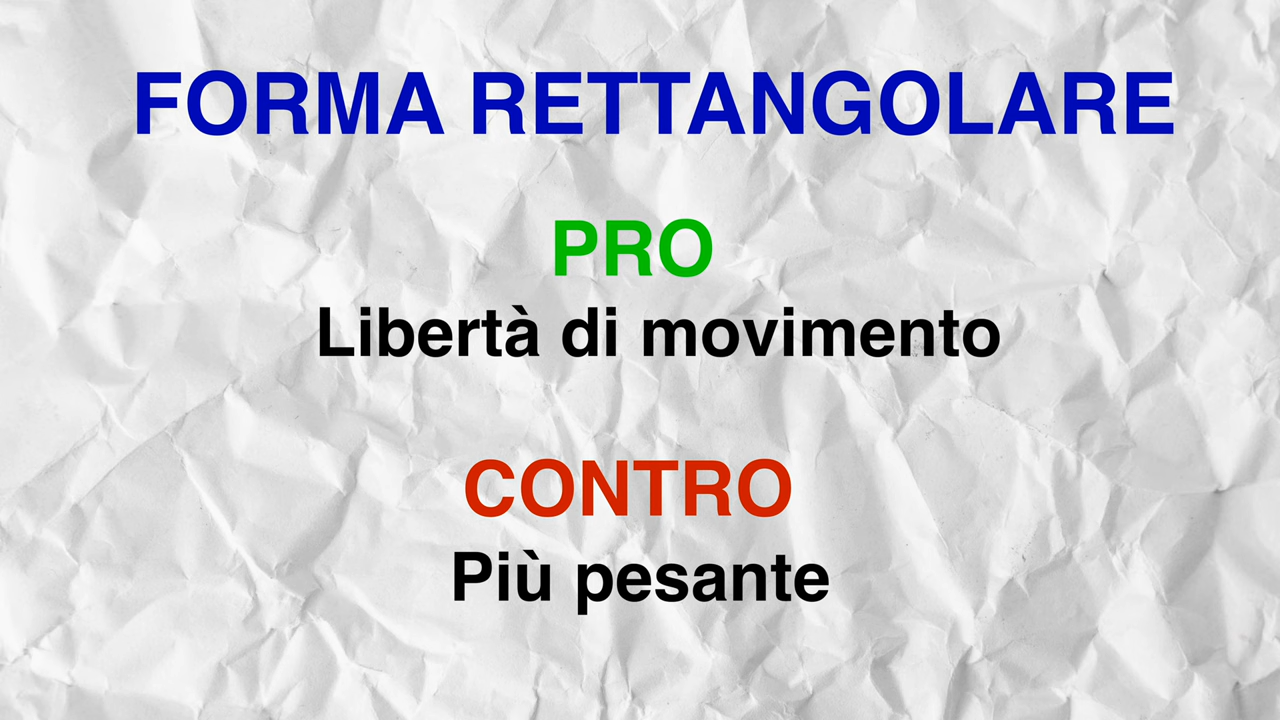 FORMA RETTANGOLARE
PRO
Libertà di movimento
CONTRO
Più pesante